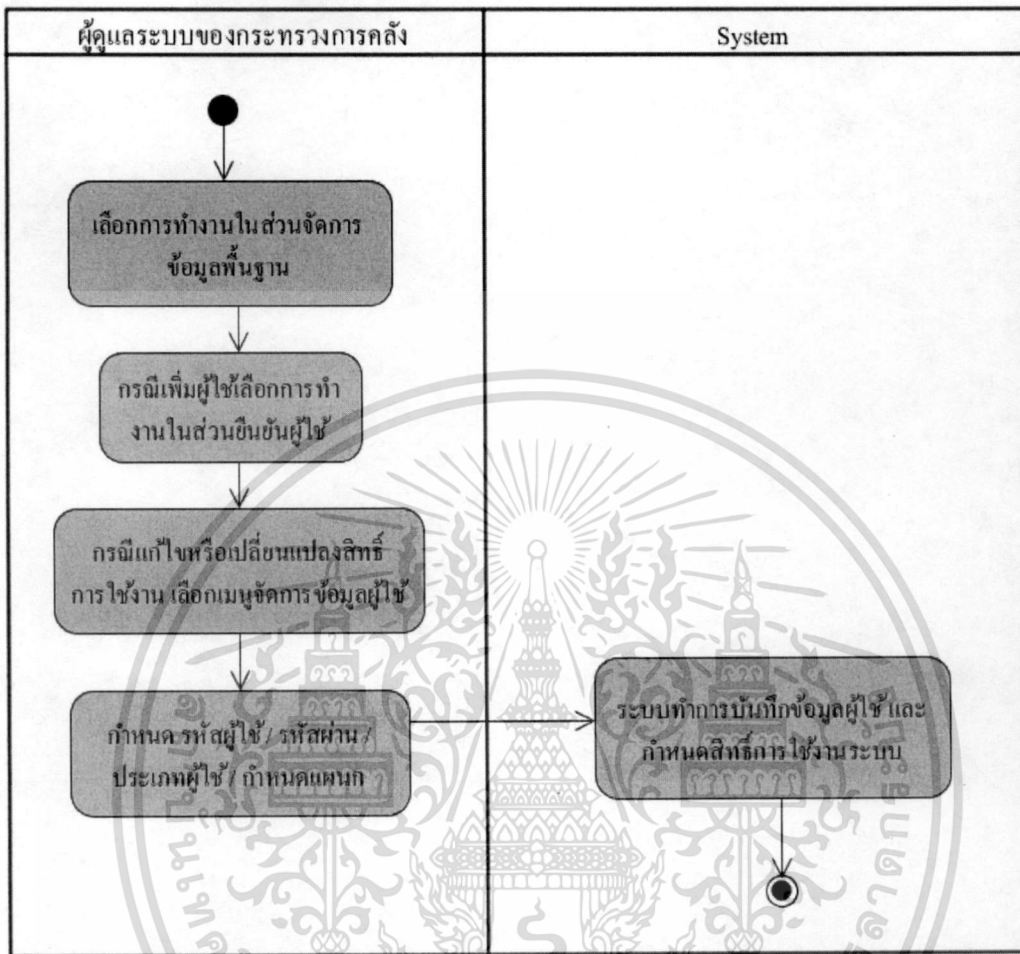 ผู้ดูแลระบบของกระทรวงการคลัง
System
เลือกการทำงานในส่วนจัดการ
ข้อมูลพื้นฐาน
กรณีเพิ่มผู้ใช้เลือกการทำ
งานในส่วนยืนยันผู้ใช้
กรณีแก้ไขหรือเปลี่ยนแปลงสิทธิ์
การใช้งาน เลือกเมนูจัดการข้อมูลผู้ใช้
กำหนด รหัสผู้ใช้ / รหัสผ่าน /
ประเภทผู้ใช้ / กำหนดแผนก
ระบบทำการบันทึกข้อมูลผู้ใช้ และ
กำหนดสิทธิ์การใช้งานระบบ